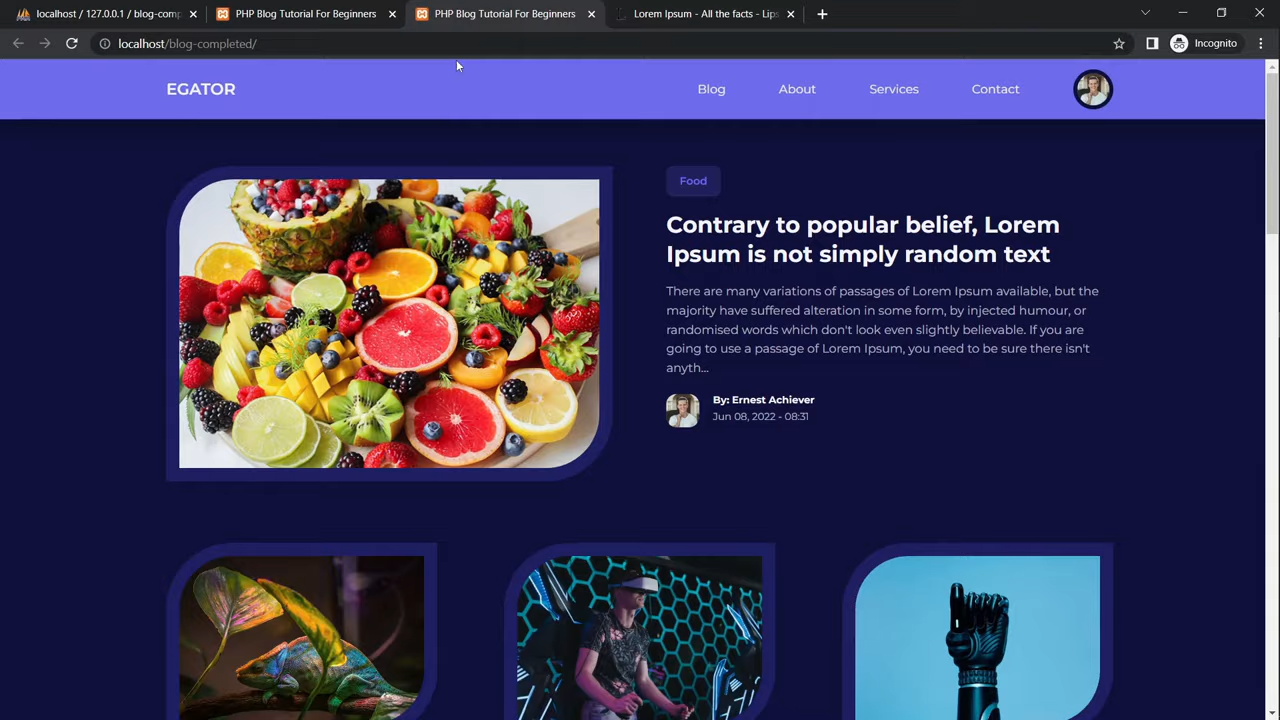 localhost / 127.0.0.1 / blog-comp
PHP Blog Tutorial For Beginners
PHP Blog Tutorial For Beginners
Lorem Ipsum - All the facts - Lips
localhost/blog-completed/
Incognito
EGATOR
Blog
About
Services
Contact
Food
Contrary to popular belief, Lorem
Ipsum is not simply random text
There are many variations of passages of Lorem Ipsum available, but the
majority have suffered alteration in some form, by injected humour, or
randomised words which don't look even slightly believable. If you are
going to use a passage of Lorem Ipsum, you need to be sure there isn't
anyth...
By: Ernest Achiever
Jun 08, 2022 - 08:31